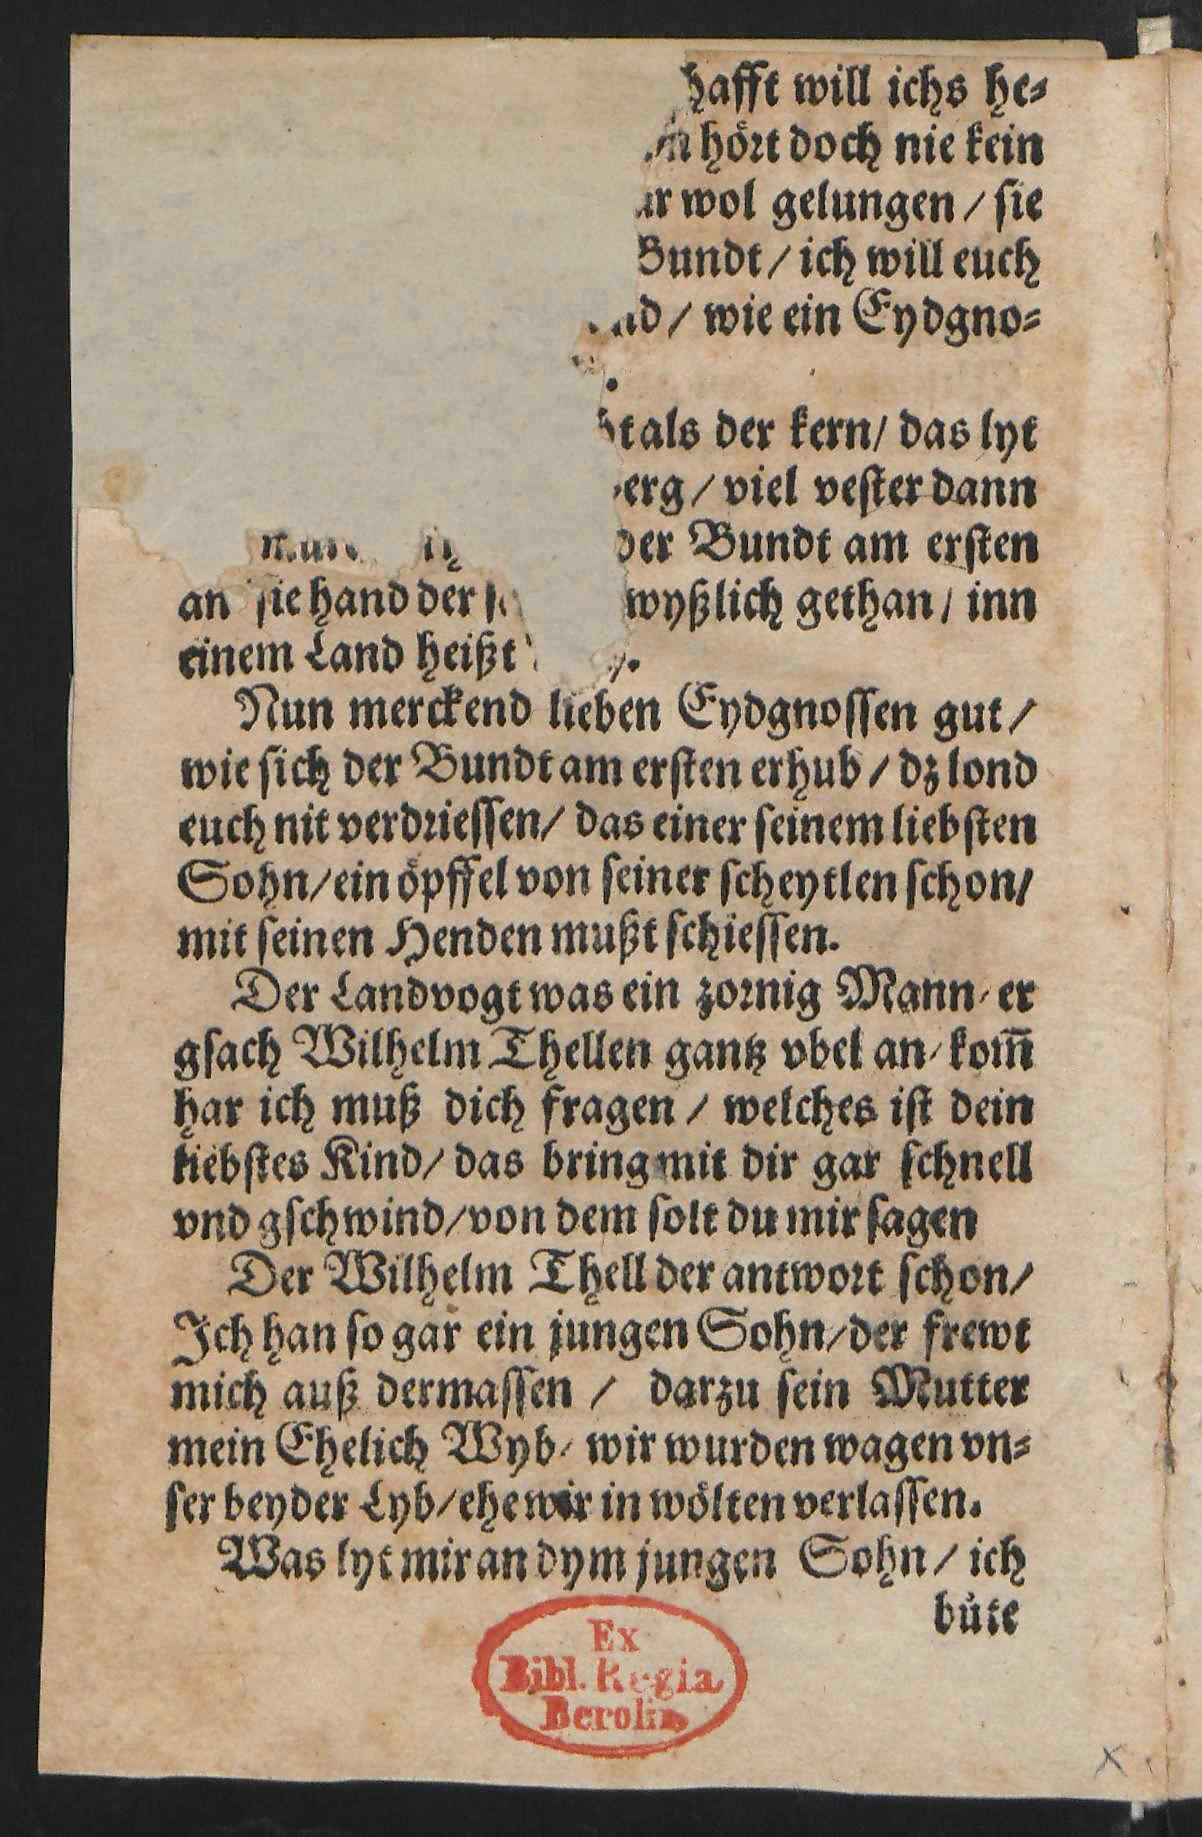 hafft will ichs he⸗
hört doch nie kein
wol gelungen / sie
Bundt / ich will euch
/ wie ein Eydgno⸗
als der kern / das lyt
viel vester dann
der Bundt am ersten
an sie hand der wyßlich gethan / inn
einem Land heißt
Nun merckend lieben Eydgnossen gut /
wie sich der Bundt am ersten erhub / dz lond
euch nit verdriessen / das einer seinem liebsten
Sohn / ein öpffel von seiner scheytlen schon /
mit seinen Henden mußt schiessen.
Der Landvogt was ein zornig Mann / er
gsach Wilhelm Thellen gantz vbel an / kom̃
har ich muß dich fragen / welches ist dein
liebstes Kind / das bring mit dir gar schnell
vnd gschwind / von dem solt du mir sagen
Der Wilhelm Thell der antwort schon /
Ich han so gar ein jungen Sohn / der frewt
mich auß dermassen / darzu sein Mutter
mein Ehelich Wyb / wir wurden wagen vn⸗
ser beyder Lyb / ehe wir in wölten verlassen.
Was lyt mir an dym jungen Sohn / ich
bůte
Ex
Bibl. Regia
Berolin.